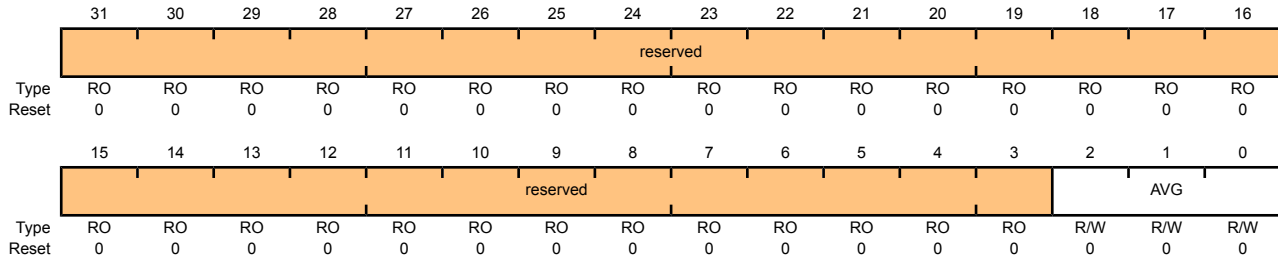 31 30 29 28 27 26 25 24 23 22 21 20 19 18 17 16
reserved
Type RO RO RO RO RO RO RO RO RO RO RO RO RO RO RO RO
Reset 0 0 0 0 0 0 0 0 0 0 0 0 0 0 0 0
15 14 13 12 11 10 9 8 7 6 5 4 3 2 1 0
reserved AVG
Type RO RO RO RO RO RO RO RO RO RO RO RO RO R/W R/W R/W
Reset 0 0 0 0 0 0 0 0 0 0 0 0 0 0 0 0